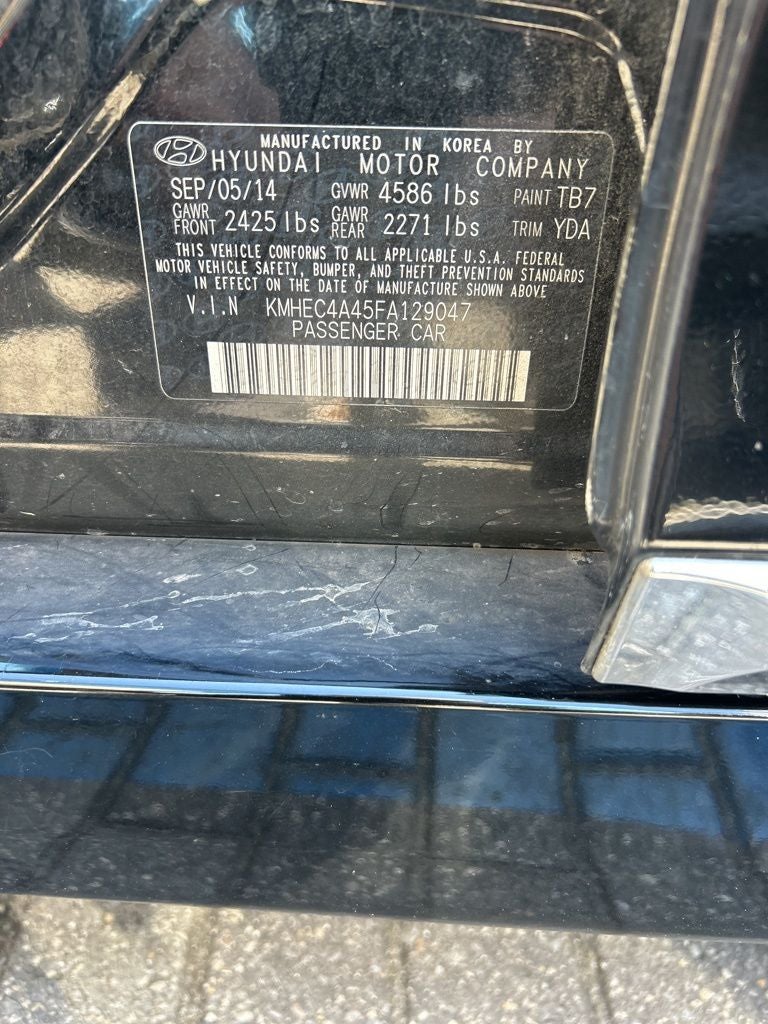 MANUFACTURED IN KOREA BY
HYUNDAI MOTOR COMPANY
SEP/05/14 GVWR 4586 lbs PAINT TB7
GAWR FRONT 2425 lbs GAWR REAR 2271 lbs TRIM YDA
THIS VEHICLE CONFORMS TO ALL APPLICABLE U.S.A. FEDERAL
MOTOR VEHICLE SAFETY, BUMPER, AND THEFT PREVENTION STANDARDS
IN EFFECT ON THE DATE OF MANUFACTURE SHOWN ABOVE
V.I.N KMHEC4A45FA129047
PASSENGER CAR